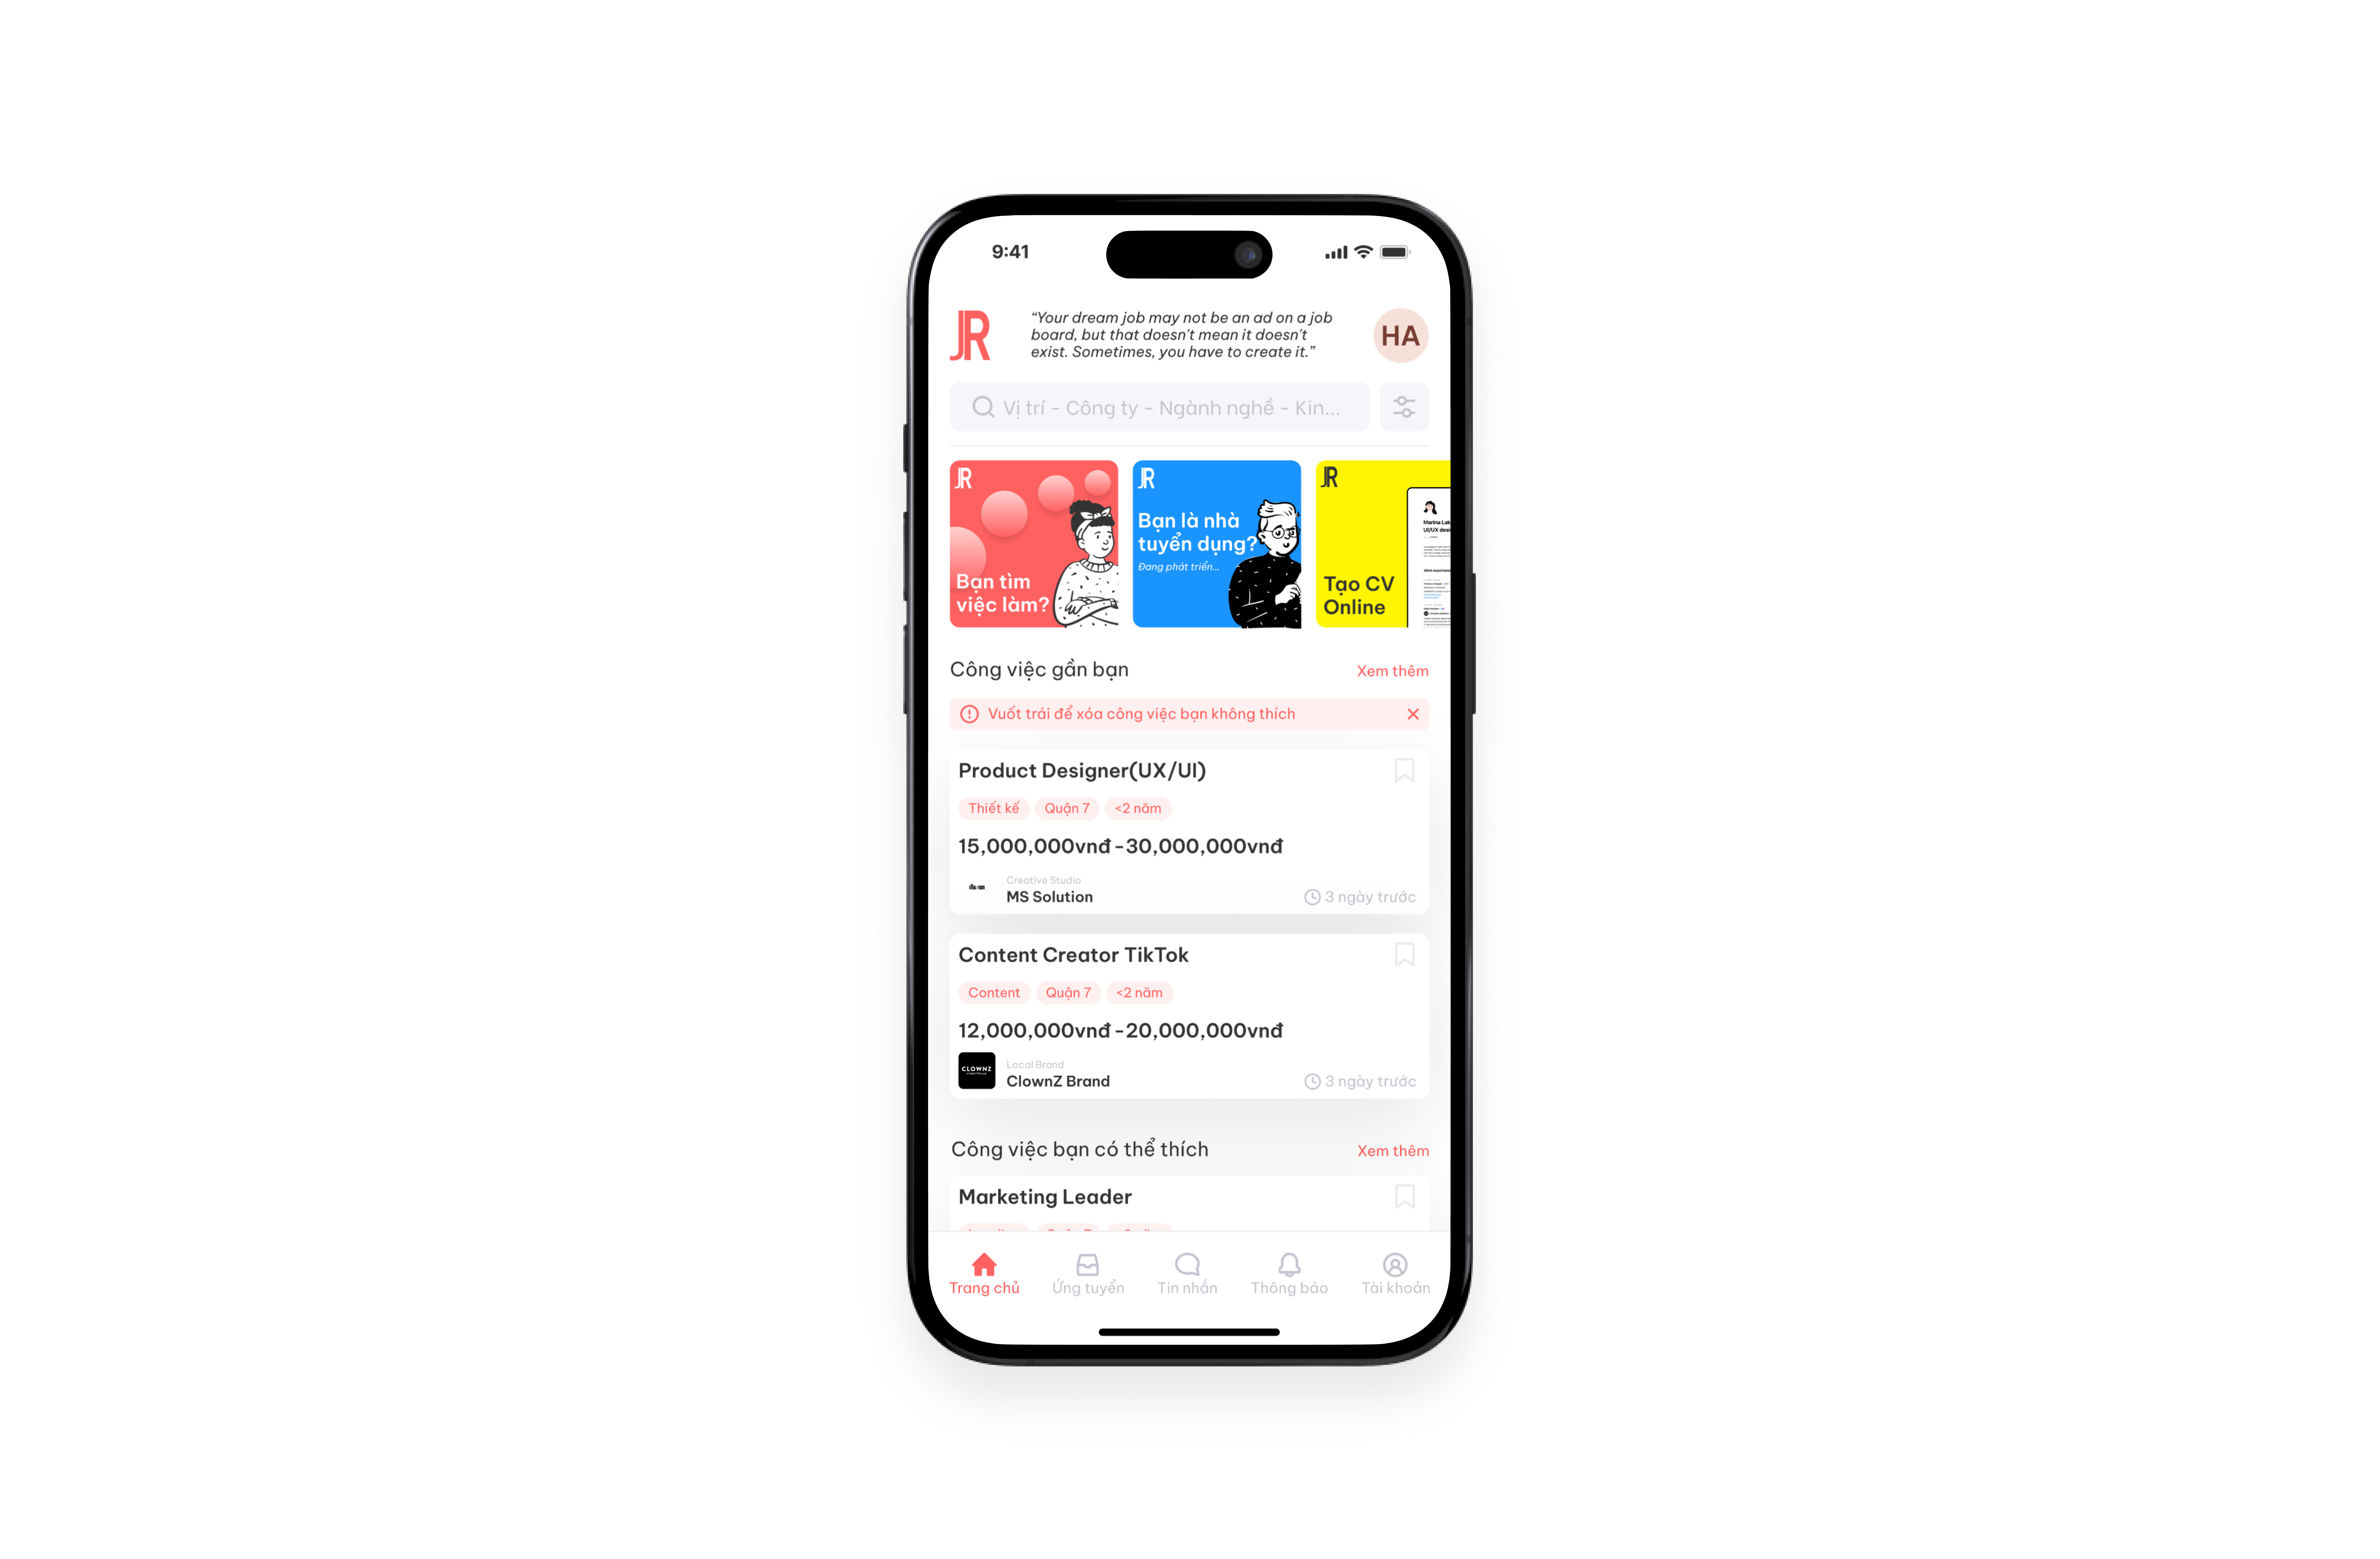 9:41
JR
“Your dream job may not be an ad on a job
board, but that doesn't mean it doesn't
exist. Sometimes, you have to create it.”
HA
Vị trí - Công ty - Ngành nghề - Kin...
JR
Bạn tìm
việc làm?
JR
Bạn là nhà
tuyển dụng?
Đang phát triển...
JR
Tạo CV
Online
Công việc gần bạn
Xem thêm
Vuốt trái để xóa công việc bạn không thích
Product Designer(UX/UI)
Thiết kế
Quận 7
<2 năm
15,000,000vnđ -30,000,000vnđ
Creative Studio
MS Solution
3 ngày trước
Content Creator TikTok
Content
Quận 7
<2 năm
12,000,000vnđ -20,000,000vnđ
CLOWNZ
Local Brand
ClownZ Brand
3 ngày trước
Công việc bạn có thể thích
Xem thêm
Marketing Leader
Trang chủ
Ứng tuyển
Tin nhắn
Thông báo
Tài khoản